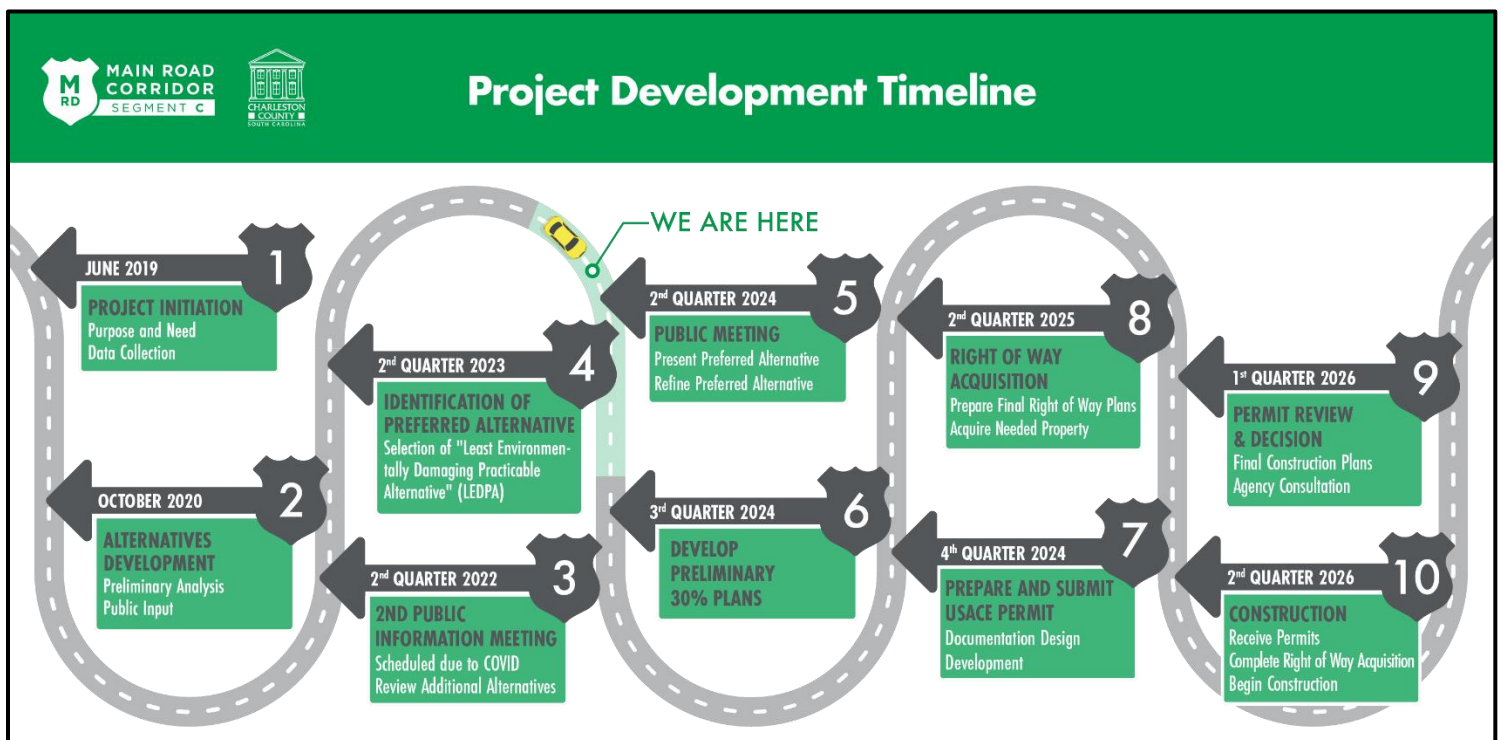 M
RD
MAIN ROAD
CORRIDOR
SEGMENT C
CHARLESTON
COUNTY
SOUTH CAROLINA
Project Development Timeline
WE ARE HERE
1
JUNE 2019
PROJECT INITIATION
Purpose and Need
Data Collection
2
OCTOBER 2020
ALTERNATIVES
DEVELOPMENT
Preliminary Analysis
Public Input
3
2nd QUARTER 2022
2ND PUBLIC
INFORMATION MEETING
Scheduled due to COVID
Review Additional Alternatives
4
2nd QUARTER 2023
IDENTIFICATION OF
PREFERRED ALTERNATIVE
Selection of "Least Environmen-
tally Damaging Practicable
Alternative" (LEDPA)
5
2nd QUARTER 2024
PUBLIC MEETING
Present Preferred Alternative
Refine Preferred Alternative
6
3rd QUARTER 2024
DEVELOP
PRELIMINARY
30% PLANS
7
4th QUARTER 2024
PREPARE AND SUBMIT
USACE PERMIT
Documentation Design
Development
8
2nd QUARTER 2025
RIGHT OF WAY
ACQUISITION
Prepare Final Right of Way Plans
Acquire Needed Property
9
1st QUARTER 2026
PERMIT REVIEW
& DECISION
Final Construction Plans
Agency Consultation
10
2nd QUARTER 2026
CONSTRUCTION
Receive Permits
Complete Right of Way Acquisition
Begin Construction